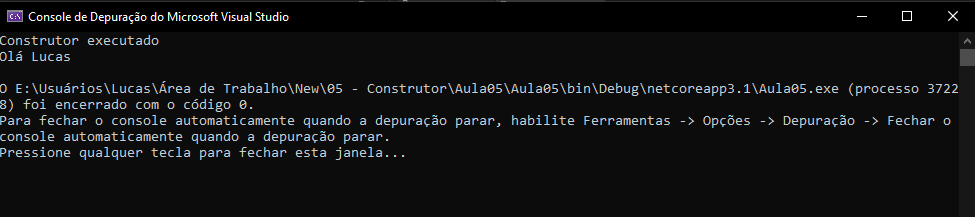 Console de Depuração do Microsoft Visual Studio
Construtor executado
Olá Lucas
O E:\Usuários\Lucas\Área de Trabalho\New\05 - Construtor\Aula05\Aula05\bin\Debug\netcoreapp3.1\Aula05.exe (processo 3722
8) foi encerrado com o código 0.
Para fechar o console automaticamente quando a depuração parar, habilite Ferramentas -> Opções -> Depuração -> Fechar o
console automaticamente quando a depuração parar.
Pressione qualquer tecla para fechar esta janela...